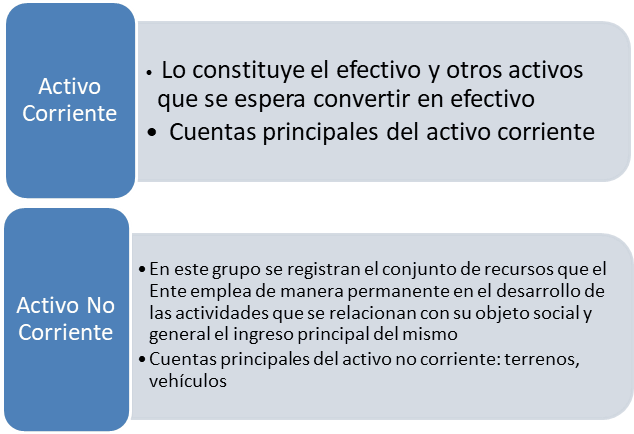 Activo
Corriente
• Lo constituye el efectivo y otros activos
que se espera convertir en efectivo
• Cuentas principales del activo corriente
Activo No
Corriente
• En este grupo se registran el conjunto de recursos que el
Ente emplea de manera permanente en el desarrollo de
las actividades que se relacionan con su objeto social y
general el ingreso principal del mismo
• Cuentas principales del activo no corriente: terrenos,
vehículos